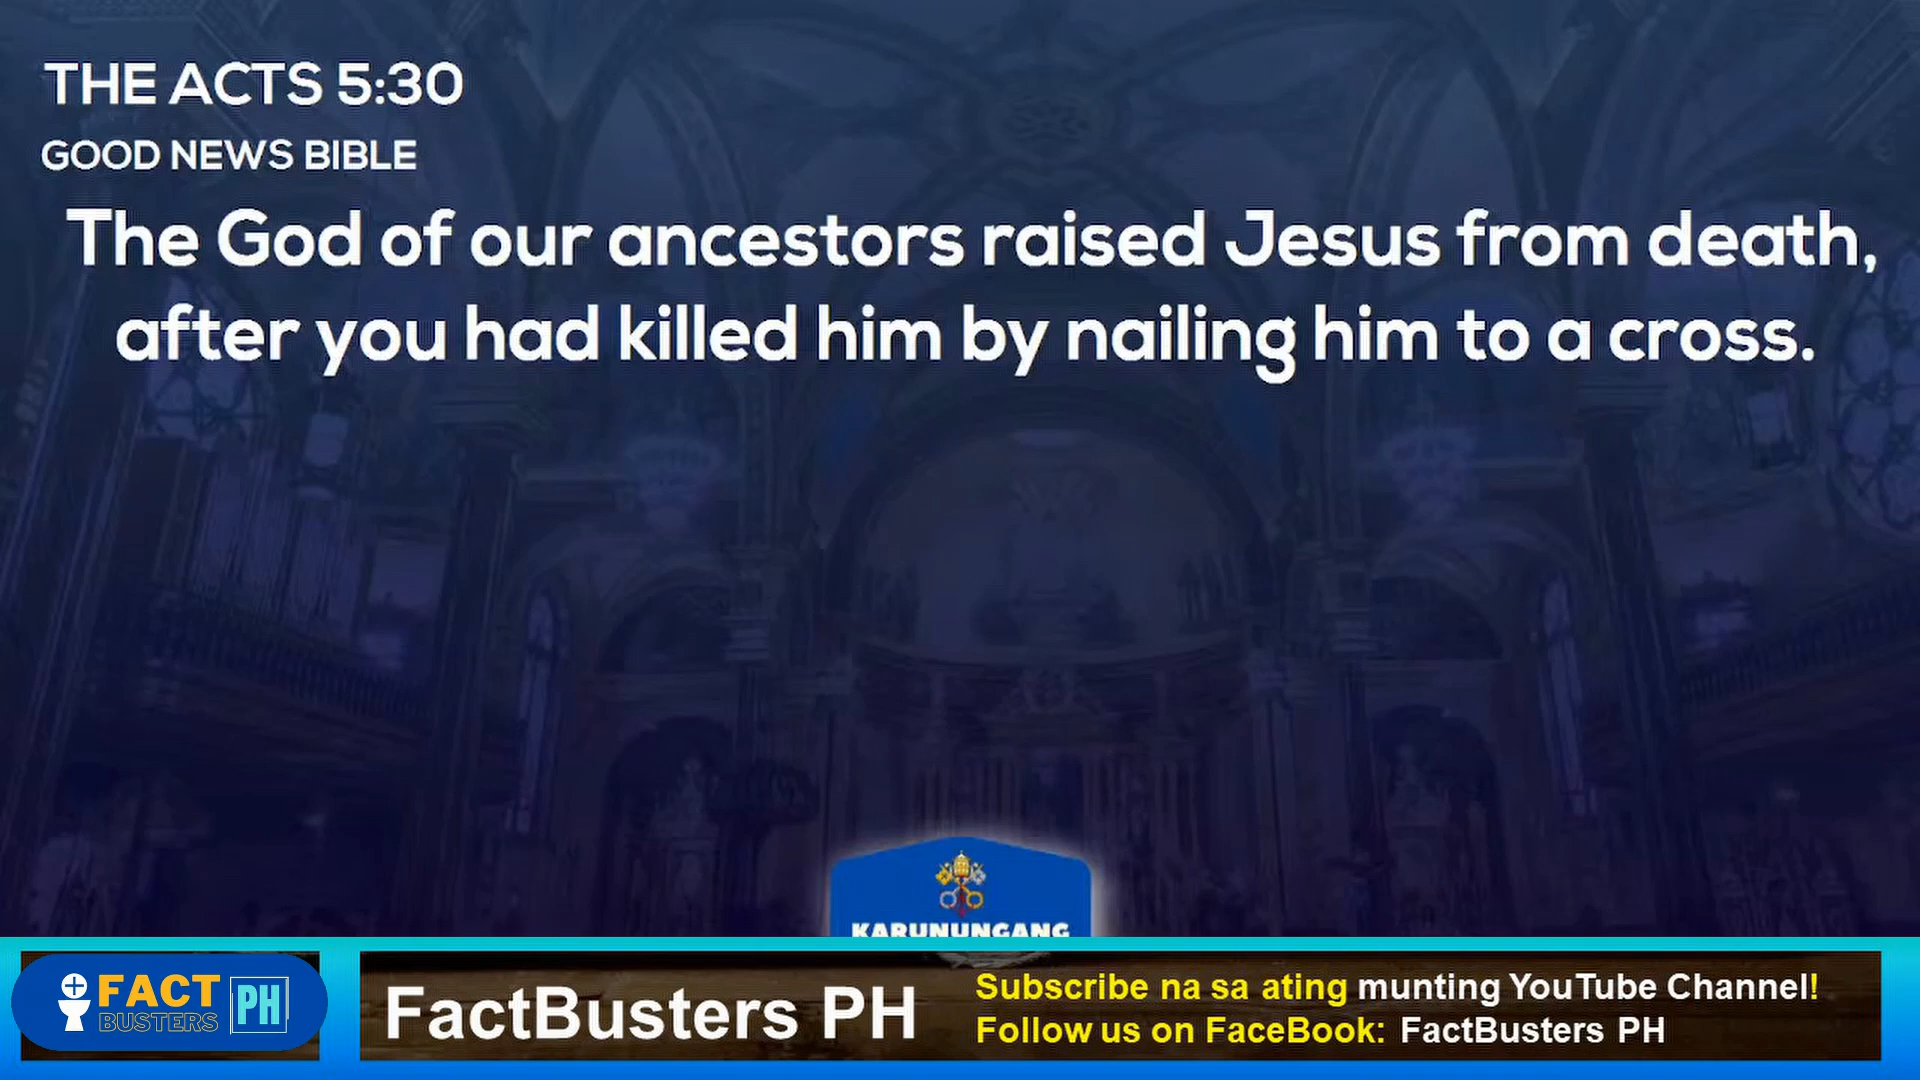 THE ACTS 5:30
GOOD NEWS BIBLE
The God of our ancestors raised Jesus from death,
after you had killed him by nailing him to a cross.
KARUNUNGANG
FACT
BUSTERS
PH
FactBusters PH
Subscribe na sa ating munting YouTube Channel!
Follow us on FaceBook: FactBusters PH